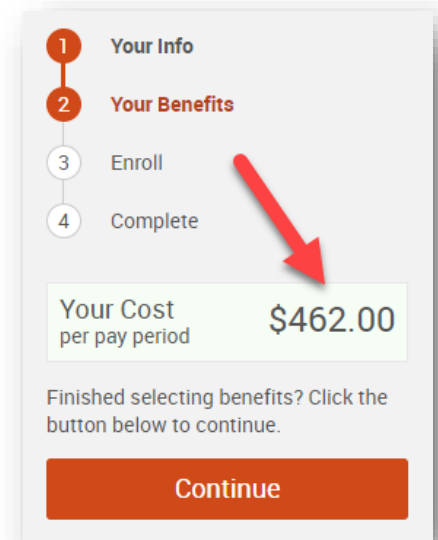 1 Your Info
2 Your Benefits
3 Enroll
4 Complete
Your Cost $462.00
per pay period
Finished selecting benefits? Click the
button below to continue.
Continue